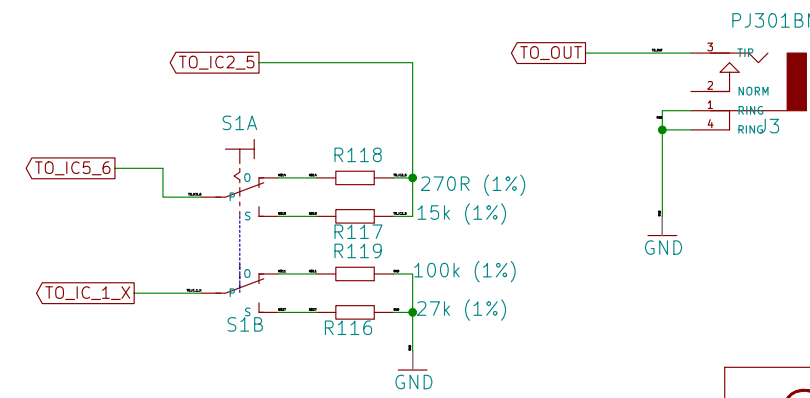 PJ301B
TO_IC2_5
TO_OUT
3
TIP
2
NORM
1
RING
4
RING
J3
S1A
R118
TO_IC5_6
O
P
S
270R (1%)
15k (1%)
R117
R119
GND
O
P
S
100k (1%)
TO_IC_1_X
27k (1%)
S1B
R116
GND